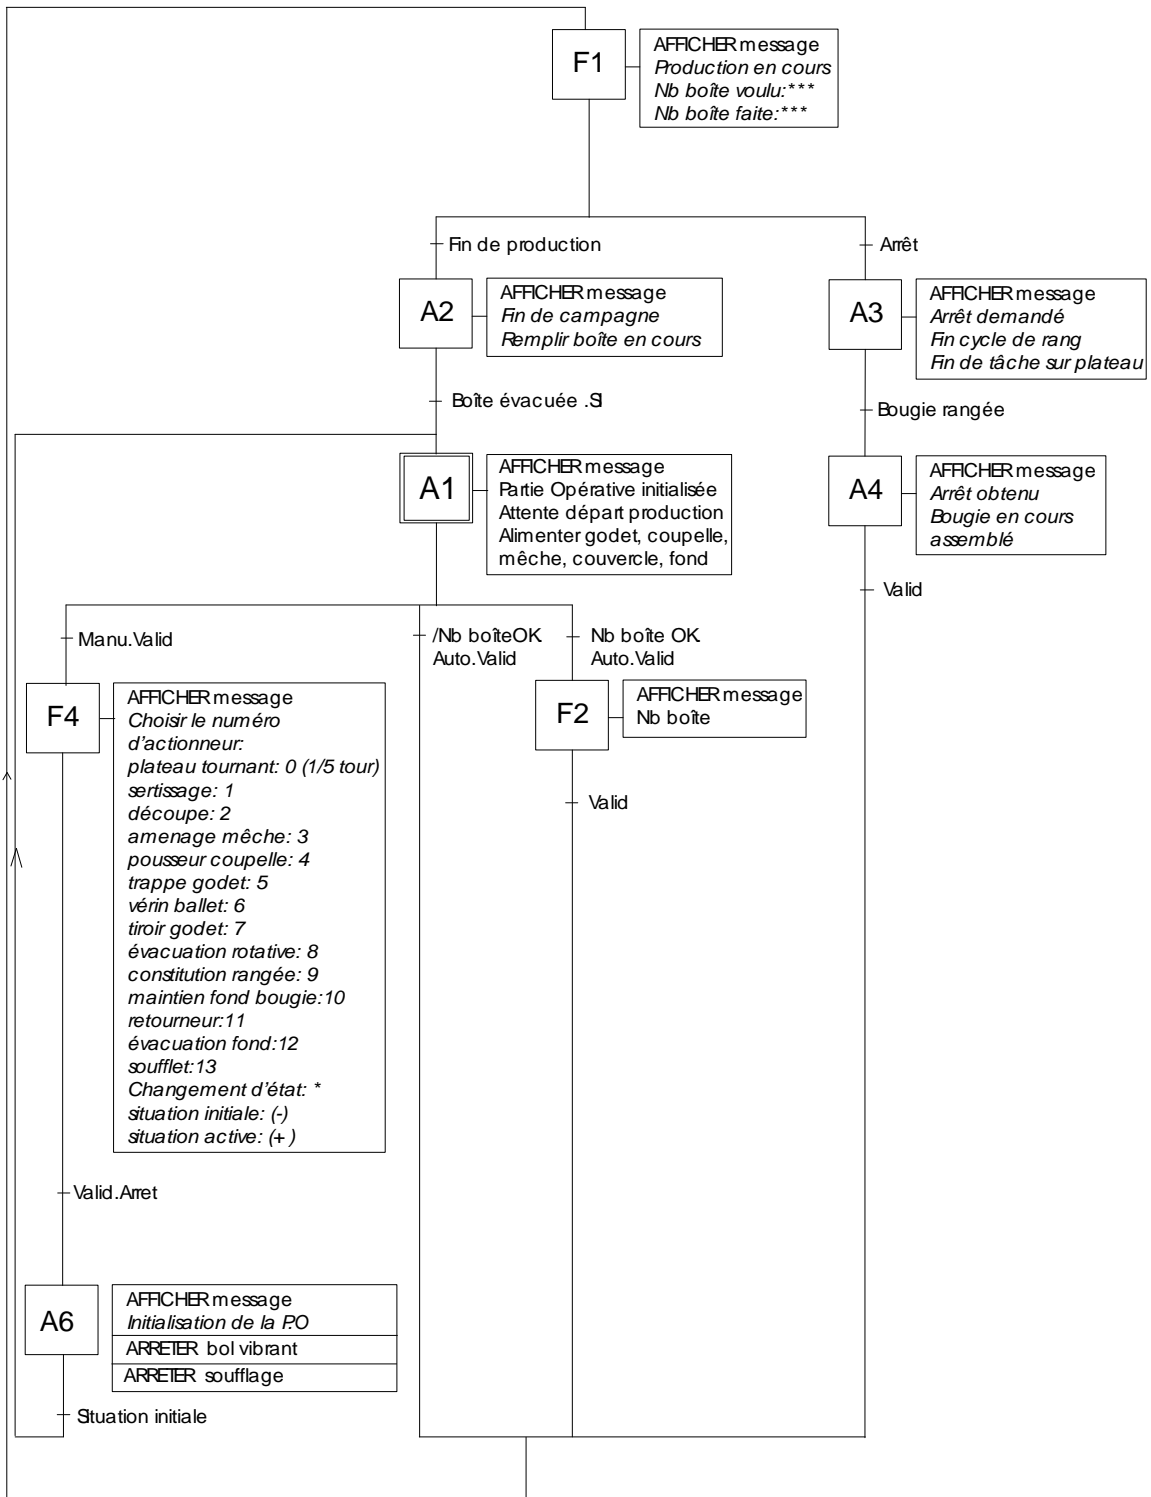 F1
AFFICHER message
Production en cours
Nb boîte voulu:***
Nb boîte faite:***
Fin de production
Arrêt
A2
AFFICHER message
Fin de campagne
Remplir boîte en cours
A3
AFFICHER message
Arrêt demandé
Fin cycle de rang
Fin de tâche sur plateau
Boîte évacuée .SI
Bougie rangée
A1
AFFICHER message
Partie Opérative initialisée
Attente départ production
Alimenter godet, coupelle,
mêche, couvercle, fond
A4
AFFICHER message
Arrêt obtenu
Bougie en cours
assemblé
Valid
Manu.Valid
/Nb boîteOK.
Auto.Valid
Nb boîte OK.
Auto.Valid
F4
AFFICHER message
Choisir le numéro
d'actionneur:
plateau tournant: 0 (1/5 tour)
sertissage: 1
découpe: 2
amenage mêche: 3
pousseur coupelle: 4
trappe godet: 5
vérin ballet: 6
tiroir godet: 7
évacuation rotative: 8
constitution rangée: 9
maintien fond bougie:10
retourneur:11
évacuation fond:12
soufflet:13
Changement d'état: *
situation initiale: (-)
situation active: (+ )
F2
AFFICHER message
Nb boîte
Valid
Valid.Arret
A6
AFFICHER message
Initialisation de la P.O
ARRETER bol vibrant
ARRETER soufflage
Situation initiale